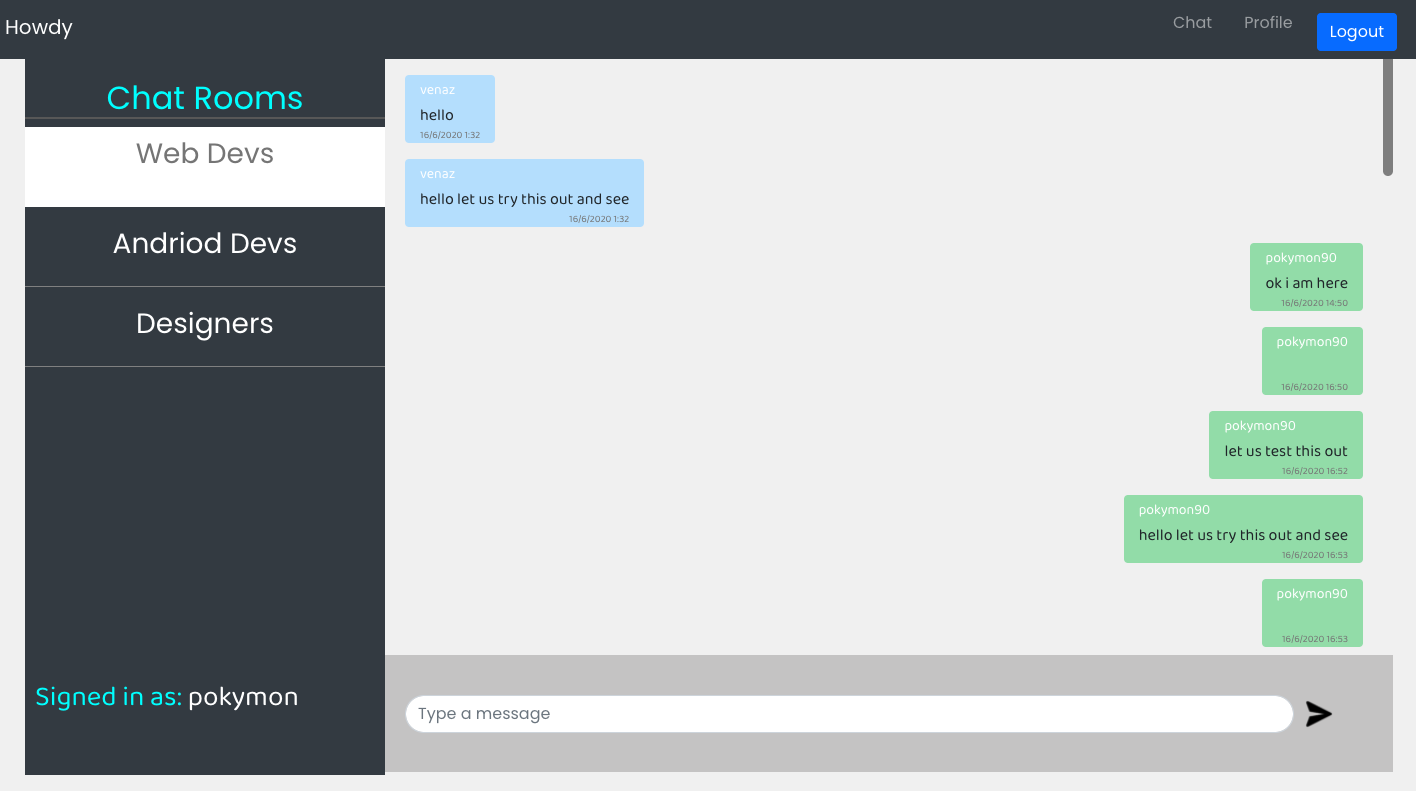 Howdy
Chat
Profile
Logout
Chat Rooms
Web Devs
Andriod Devs
Designers
Signed in as: pokymon
venaz
hello
16/6/2020 1:32
venaz
hello let us try this out and see
16/6/2020 1:32
pokymon90
ok i am here
16/6/2020 14:50
pokymon90
16/6/2020 16:50
pokymon90
let us test this out
16/6/2020 16:52
pokymon90
hello let us try this out and see
16/6/2020 16:53
pokymon90
16/6/2020 16:53
Type a message